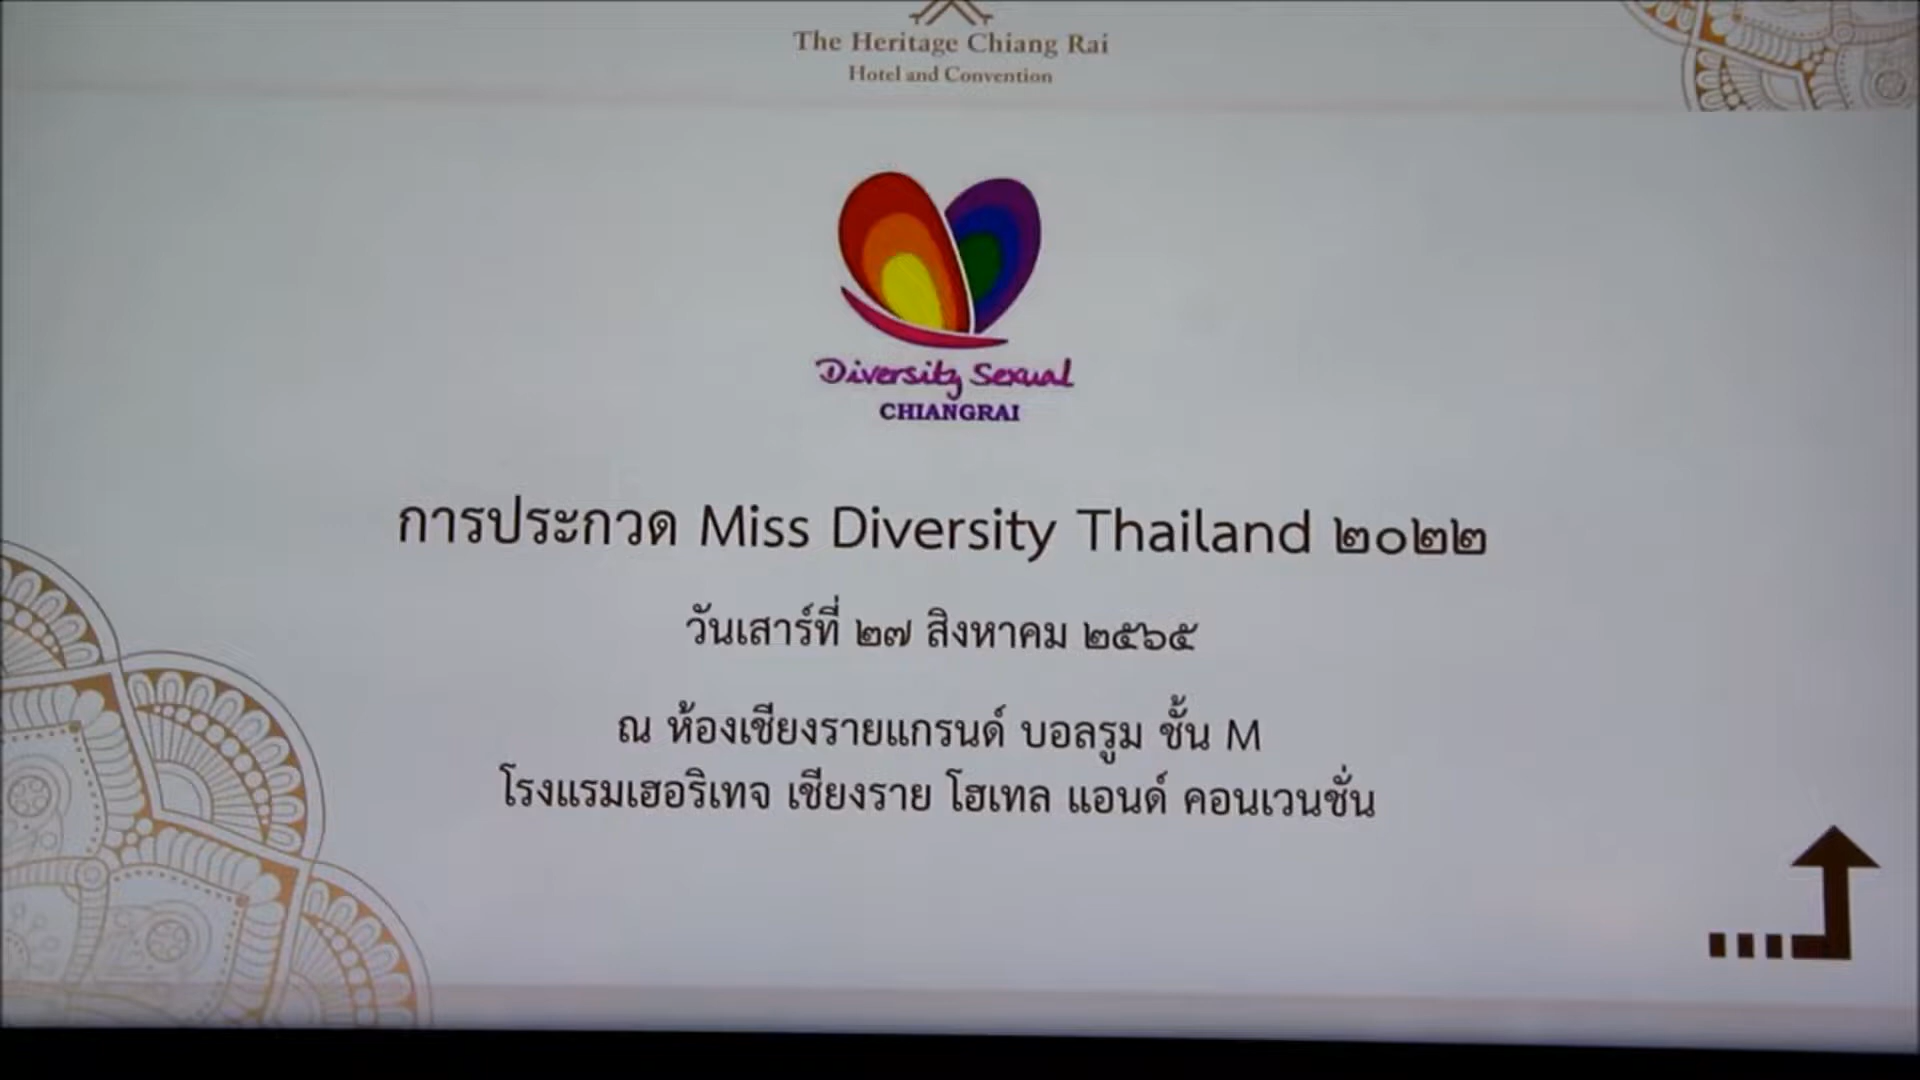 The Heritage Chiang Rai
Hotel and Convention
Diversity Sexual
CHIANGRAI
การประกวด Miss Diversity Thailand ๒๐๒๒
วันเสาร์ที่ ๒๗ สิงหาคม ๒๕๖๕
ณ ห้องเชียงรายแกรนด์ บอลรูม ชั้น M
โรงแรมเฮอริเทจ เชียงราย โฮเทล แอนด์ คอนเวนชั่น